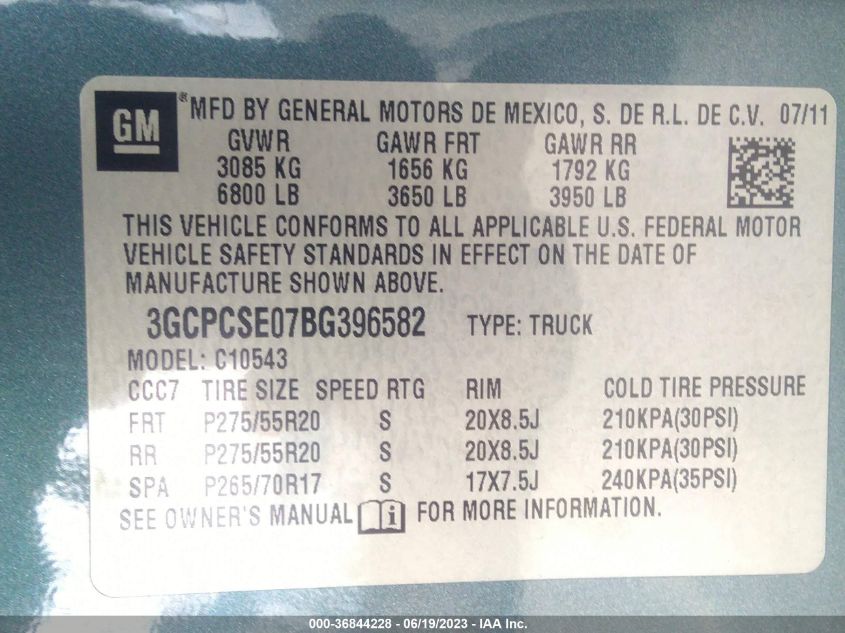 GM ® MFD BY GENERAL MOTORS DE MEXICO, S. DE R.L. DE C.V. 07/11
GVWR GAWR FRT GAWR RR
3085 KG 1656 KG 1792 KG
6800 LB 3650 LB 3950 LB
THIS VEHICLE CONFORMS TO ALL APPLICABLE U.S. FEDERAL MOTOR
VEHICLE SAFETY STANDARDS IN EFFECT ON THE DATE OF
MANUFACTURE SHOWN ABOVE.
3GCPCSE07BG396582 TYPE: TRUCK
MODEL: C10543
CCC7 TIRE SIZE SPEED RTG RIM COLD TIRE PRESSURE
FRT P275/55R20 S 20X8.5J 210KPA(30PSI)
RR P275/55R20 S 20X8.5J 210KPA(30PSI)
SPA P265/70R17 S 17X7.5J 240KPA(35PSI)
SEE OWNER'S MANUAL i FOR MORE INFORMATION.
000-36844228 - 06/19/2023 - IAA Inc.